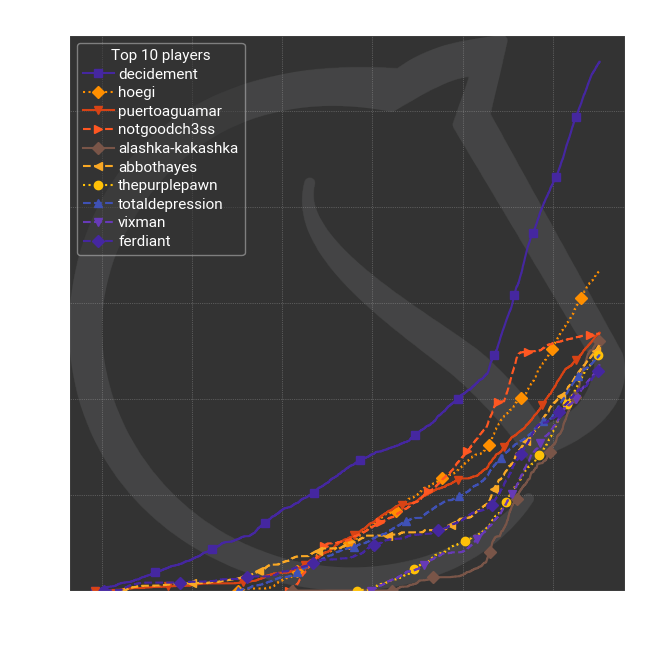 Top 10 players
decidement
hoegi
puertoaguamar
notgoodch3ss
alashka-kakashka
abbothayes
thepurplepawn
totaldepression
vixman
ferdiant